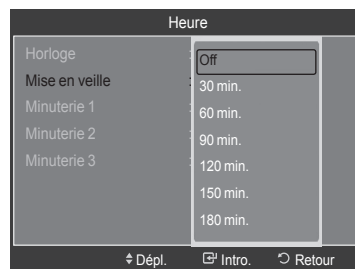 Heure
Horloge :
Mise en veille :
Minuterie 1 :
Minuterie 2 :
Minuterie 3 :
Off
30 min.
60 min.
90 min.
120 min.
150 min.
180 min.
Dépl. Intro. Retour